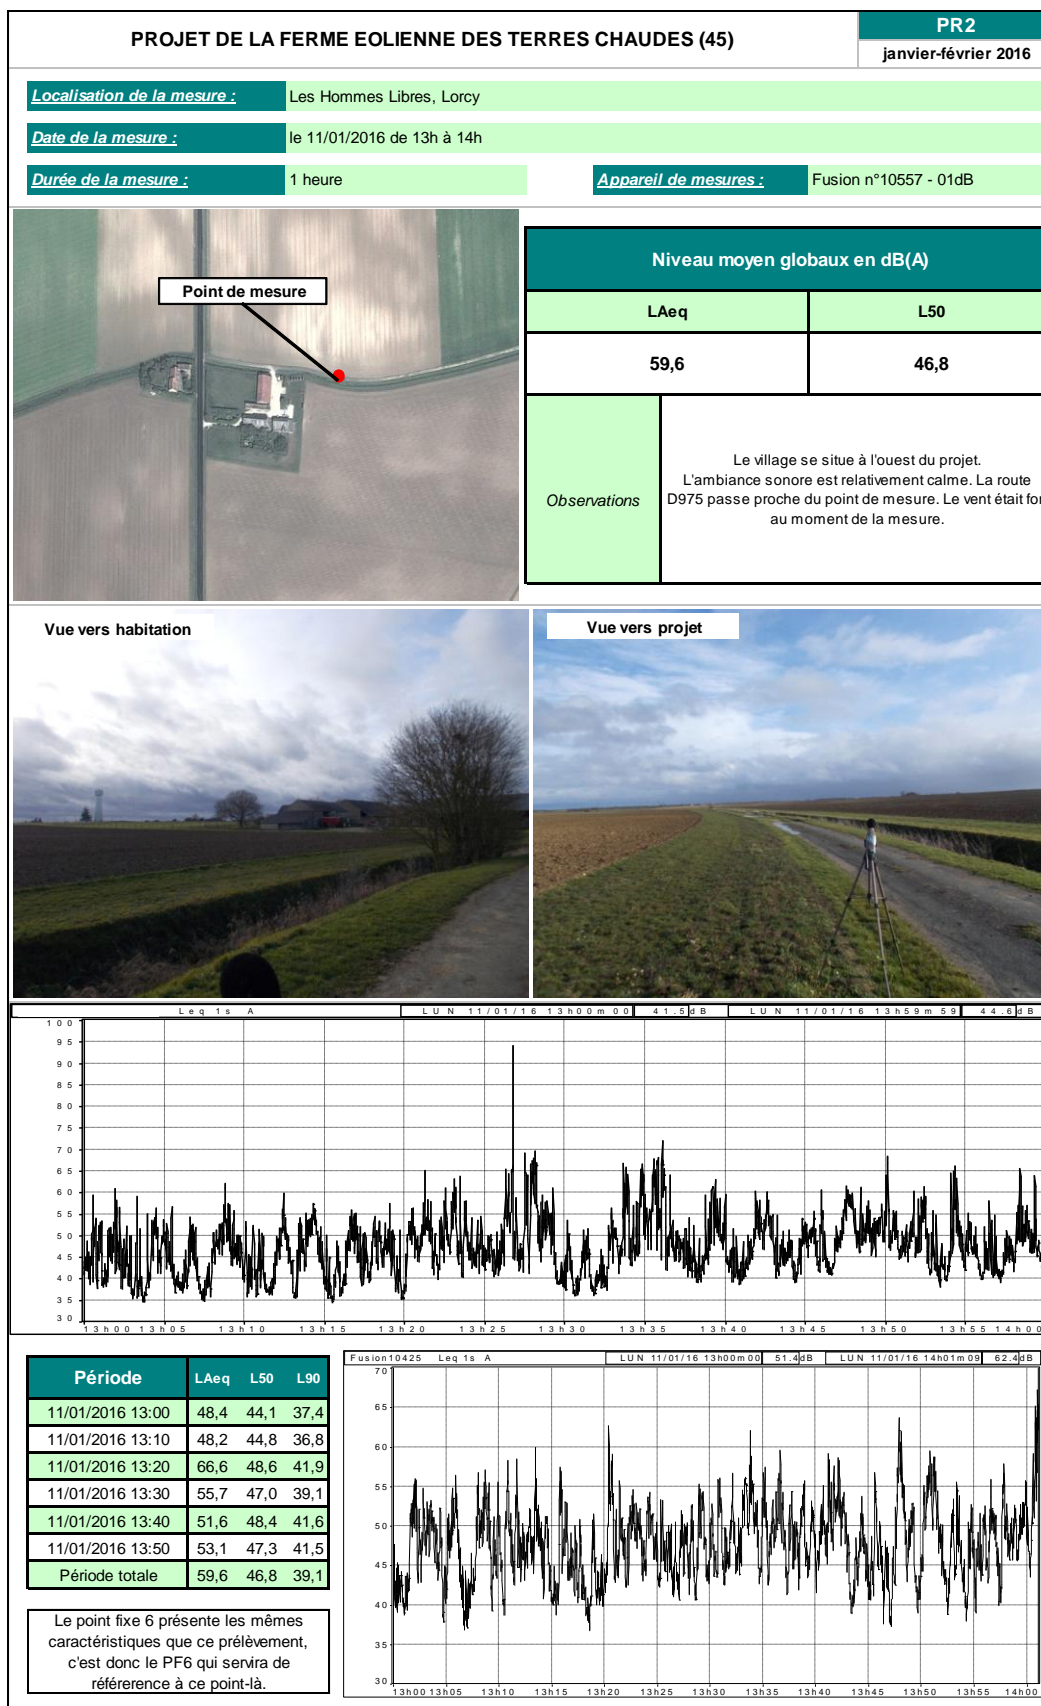 PROJET DE LA FERME EOLIENNE DES TERRES CHAUDES (45)
PR2
janvier-février 2016
Localisation de la mesure :
Les Hommes Libres, Lorcy
Date de la mesure :
le 11/01/2016 de 13h à 14h
Durée de la mesure :
1 heure
Appareil de mesures :
Fusion n°10557 - 01dB
Point de mesure
Niveau moyen globaux en dB(A)
LAeq L50
59,6 46,8
Observations
Le village se situe à l'ouest du projet.
L'ambiance sonore est relativement calme. La route
D975 passe proche du point de mesure. Le vent était for
au moment de la mesure.
Vue vers habitation
Vue vers projet
Leq 1s A LUN 11/01/16 13h00m00 41.5dB LUN 11/01/16 13h59m59 44.6dB
100
95
90
85
80
75
70
65
60
55
50
45
40
35
30
13h00 13h05 13h10 13h15 13h20 13h25 13h30 13h35 13h40 13h45 13h50 13h55 14h00
Période LAeq L50 L90
11/01/2016 13:00 48,4 44,1 37,4
11/01/2016 13:10 48,2 44,8 36,8
11/01/2016 13:20 66,6 48,6 41,9
11/01/2016 13:30 55,7 47,0 39,1
11/01/2016 13:40 51,6 48,4 41,6
11/01/2016 13:50 53,1 47,3 41,5
Période totale 59,6 46,8 39,1
Le point fixe 6 présente les mêmes
caractéristiques que ce prélèvement,
c'est donc le PF6 qui servira de
référerence à ce point-là.
Fusion10425 Leq 1s A LUN 11/01/16 13h00m00 51.4dB LUN 11/01/16 14h01m09 62.4dB
70
65
60
55
50
45
40
35
30
13h00 13h05 13h10 13h15 13h20 13h25 13h30 13h35 13h40 13h45 13h50 13h55 14h00